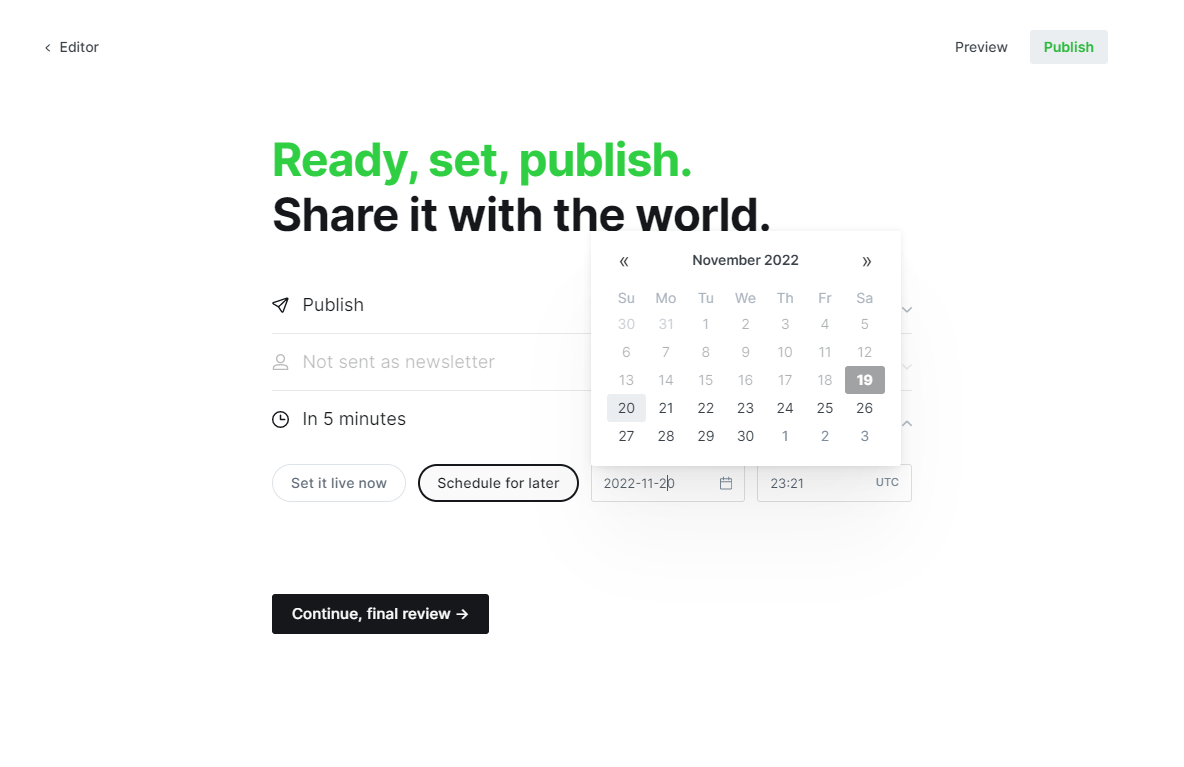 Editor
Preview
Publish
Ready, set, publish.
Share it with the world.
« November 2022 »
Su Mo Tu We Th Fr Sa
30 31 1 2 3 4 5
6 7 8 9 10 11 12
13 14 15 16 17 18 19
20 21 22 23 24 25 26
27 28 29 30 1 2 3
Publish
Not sent as newsletter
In 5 minutes
Set it live now
Schedule for later
2022-11-20
23:21 UTC
Continue, final review →